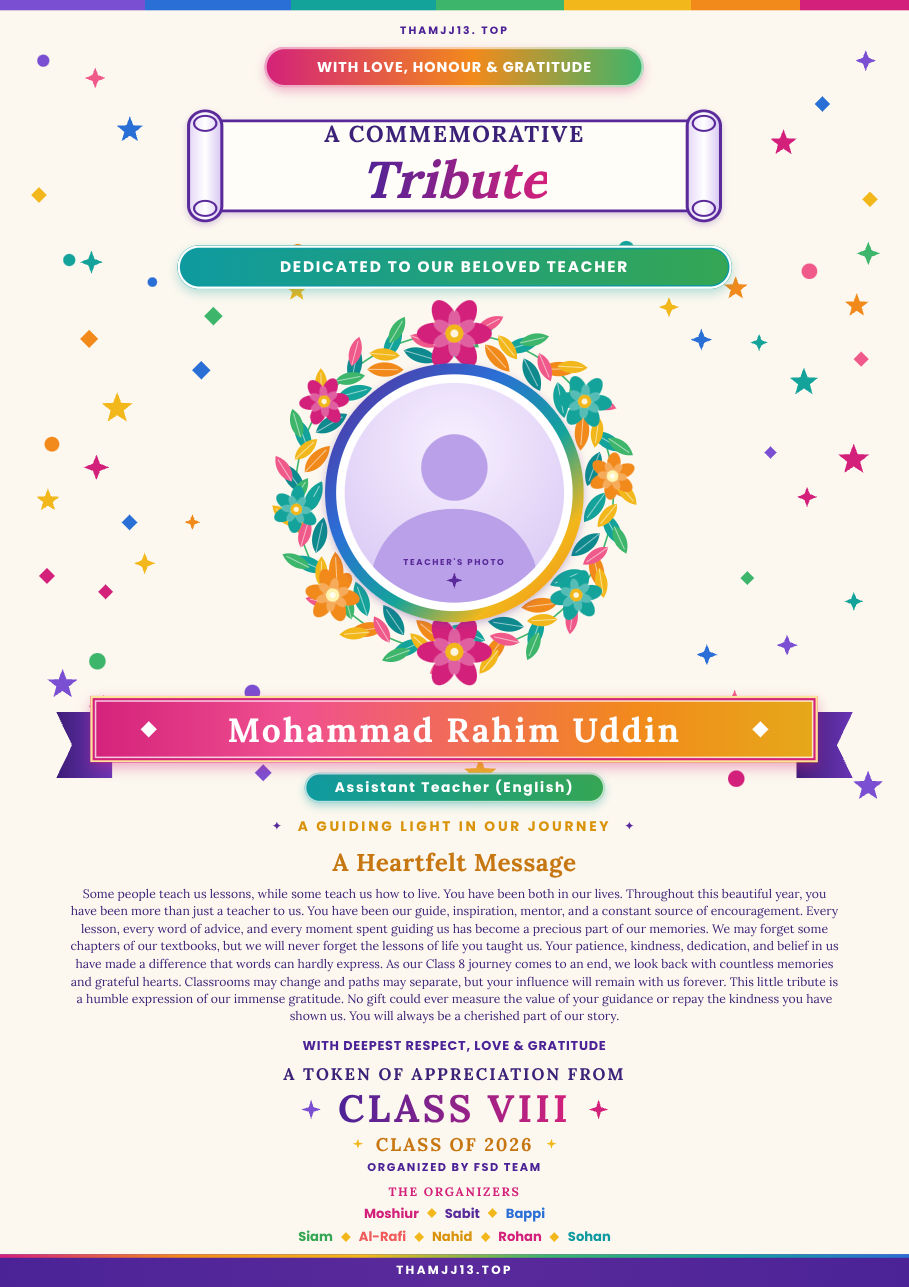 THAMJJ13. TOP
WITH LOVE, HONOUR & GRATITUDE
A COMMEMORATIVE
Tribute
DEDICATED TO OUR BELOVED TEACHER
TEACHER'S PHOTO
Mohammad Rahim Uddin
Assistant Teacher (English)
A GUIDING LIGHT IN OUR JOURNEY
A Heartfelt Message
Some people teach us lessons, while some teach us how to live. You have been both in our lives. Throughout this beautiful year, you
have been more than just a teacher to us. You have been our guide, inspiration, mentor, and a constant source of encouragement. Every
lesson, every word of advice, and every moment spent guiding us has become a precious part of our memories. We may forget some
chapters of our textbooks, but we will never forget the lessons of life you taught us. Your patience, kindness, dedication, and belief in us
have made a difference that words can hardly express. As our Class 8 journey comes to an end, we look back with countless memories
and grateful hearts. Classrooms may change and paths may separate, but your influence will remain with us forever. This little tribute is
a humble expression of our immense gratitude. No gift could ever measure the value of your guidance or repay the kindness you have
shown us. You will always be a cherished part of our story.
WITH DEEPEST RESPECT, LOVE & GRATITUDE
A TOKEN OF APPRECIATION FROM
CLASS VIII
CLASS OF 2026
ORGANIZED BY FSD TEAM
THE ORGANIZERS
Moshiur ◆ Sabit ◆ Bappi
Siam ◆ Al-Rafi ◆ Nahid ◆ Rohan ◆ Sohan
THAMJJ13.TOP